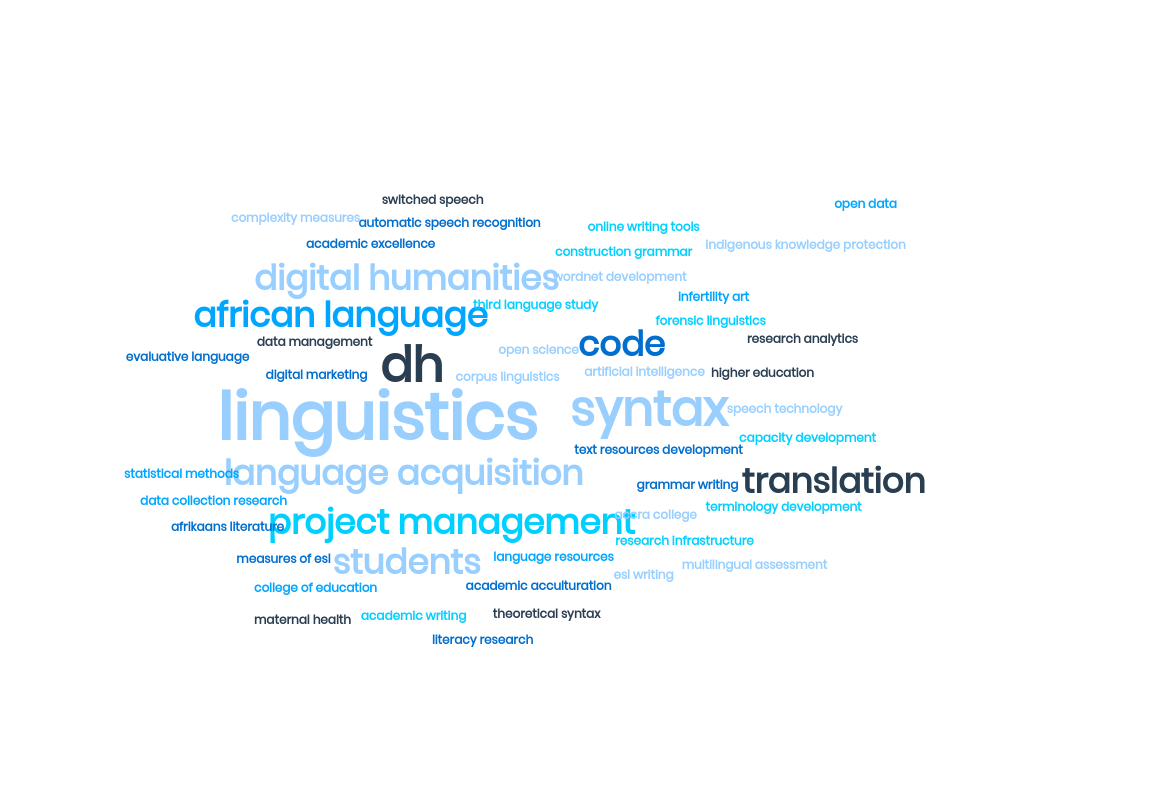 switched speech
open data
complexity measures
automatic speech recognition
online writing tools
academic excellence
construction grammar
indigenous knowledge protection
digital humanities
wordnet development
infertility art
third language study
african language
forensic linguistics
data management
code
research analytics
open science
evaluative language
dh
digital marketing
corpus linguistics
artificial intelligence
higher education
linguistics
syntax
speech technology
capacity development
text resources development
statistical methods
language acquisition
grammar writing
translation
data collection research
terminology development
afrikaans literature
project management
accra college
research infrastructure
measures of esl
students
language resources
multilingual assessment
esl writing
college of education
academic acculturation
maternal health
academic writing
theoretical syntax
literacy research